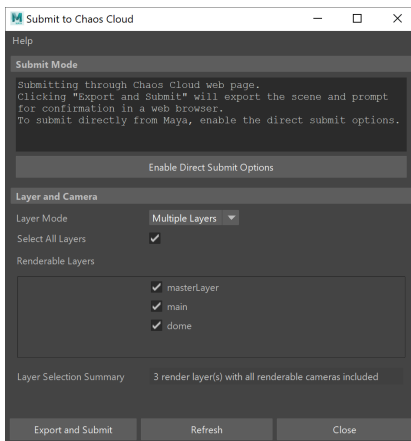 Submit to Chaos Cloud
Help
Submit Mode
Submitting through Chaos Cloud web page.
Clicking "Export and Submit" will export the scene and prompt
for confirmation in a web browser.
To submit directly from Maya, enable the direct submit options.
Enable Direct Submit Options
Layer and Camera
Layer Mode Multiple Layers
Select All Layers
Renderable Layers
masterLayer
main
dome
Layer Selection Summary 3 render layer(s) with all renderable cameras included
Export and Submit Refresh Close